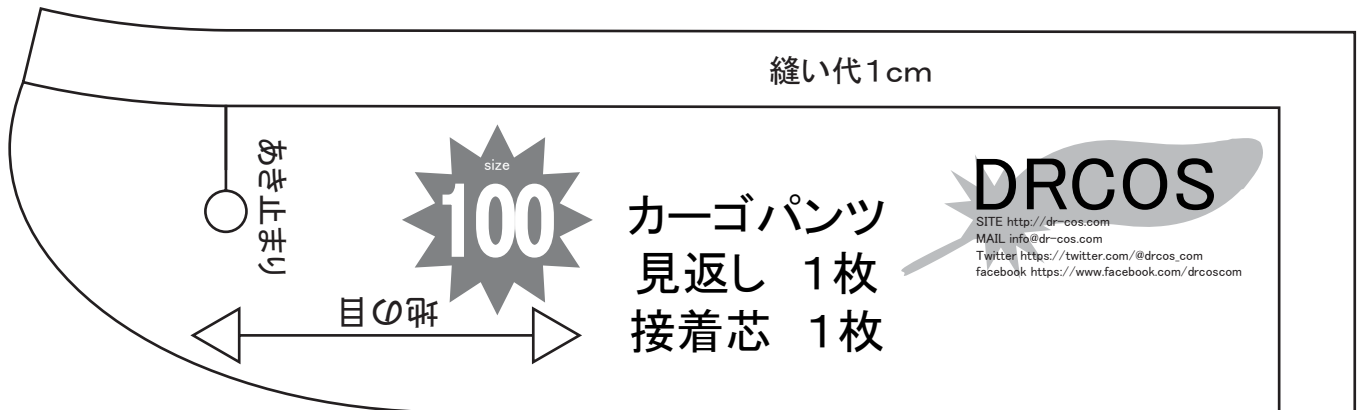 縫い代1cm
あき止まり
size
100
地の目
カーゴパンツ
見返し　1枚
接着芯　1枚
DRCOS
SITE http://dr-cos.com
MAIL info@dr-cos.com
Twitter https://twitter.com/@drcos_com
facebook https://www.facebook.com/drcoscom